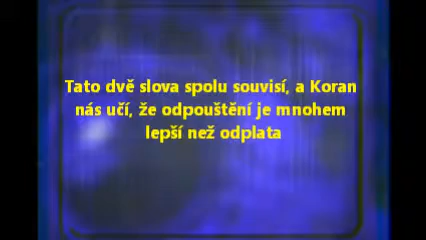 Tato dvě slova spolu souvisí, a Koran
nás učí, že odpouštění je mnohem
lepší než odplata